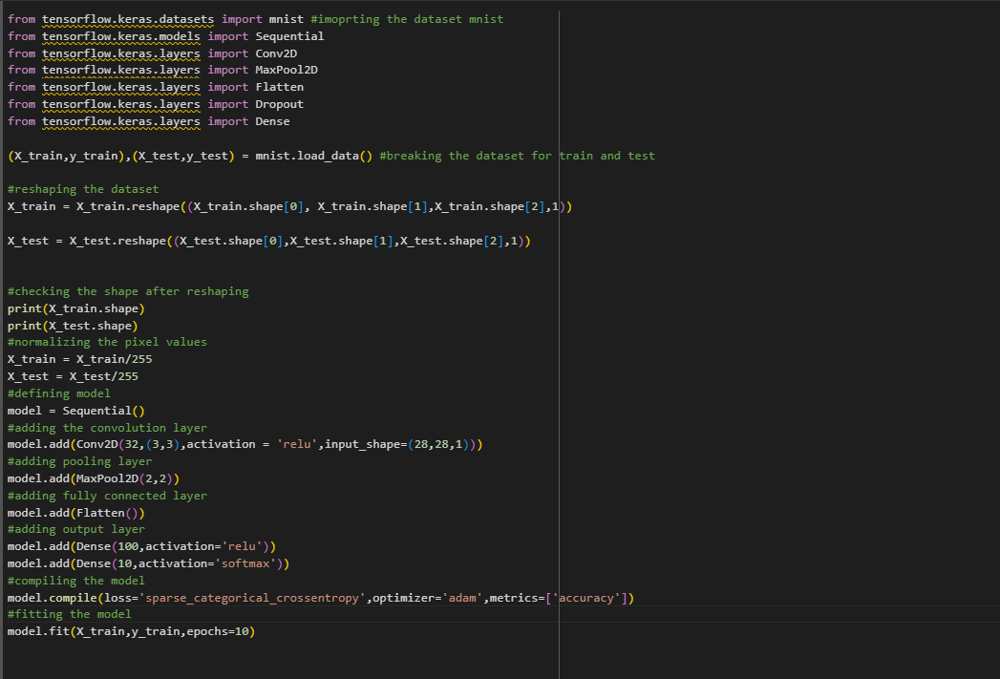 from tensorflow.keras.datasets import mnist #imoprting the dataset mnist
from tensorflow.keras.models import Sequential
from tensorflow.keras.layers import Conv2D
from tensorflow.keras.layers import MaxPool2D
from tensorflow.keras.layers import Flatten
from tensorflow.keras.layers import Dropout
from tensorflow.keras.layers import Dense
(X_train,y_train),(X_test,y_test) = mnist.load_data() #breaking the dataset for train and test
#reshaping the dataset
X_train = X_train.reshape((X_train.shape[0], X_train.shape[1],X_train.shape[2],1))
X_test = X_test.reshape((X_test.shape[0],X_test.shape[1],X_test.shape[2],1))
#checking the shape after reshaping
print(X_train.shape)
print(X_test.shape)
#normalizing the pixel values
X_train = X_train/255
X_test = X_test/255
#defining model
model = Sequential()
#adding the convolution layer
model.add(Conv2D(32,(3,3),activation = 'relu',input_shape=(28,28,1)))
#adding pooling layer
model.add(MaxPool2D(2,2))
#adding fully connected layer
model.add(Flatten())
#adding output layer
model.add(Dense(100,activation='relu'))
model.add(Dense(10,activation='softmax'))
#compiling the model
model.compile(loss='sparse_categorical_crossentropy',optimizer='adam',metrics=['accuracy'])
#fitting the model
model.fit(X_train,y_train,epochs=10)